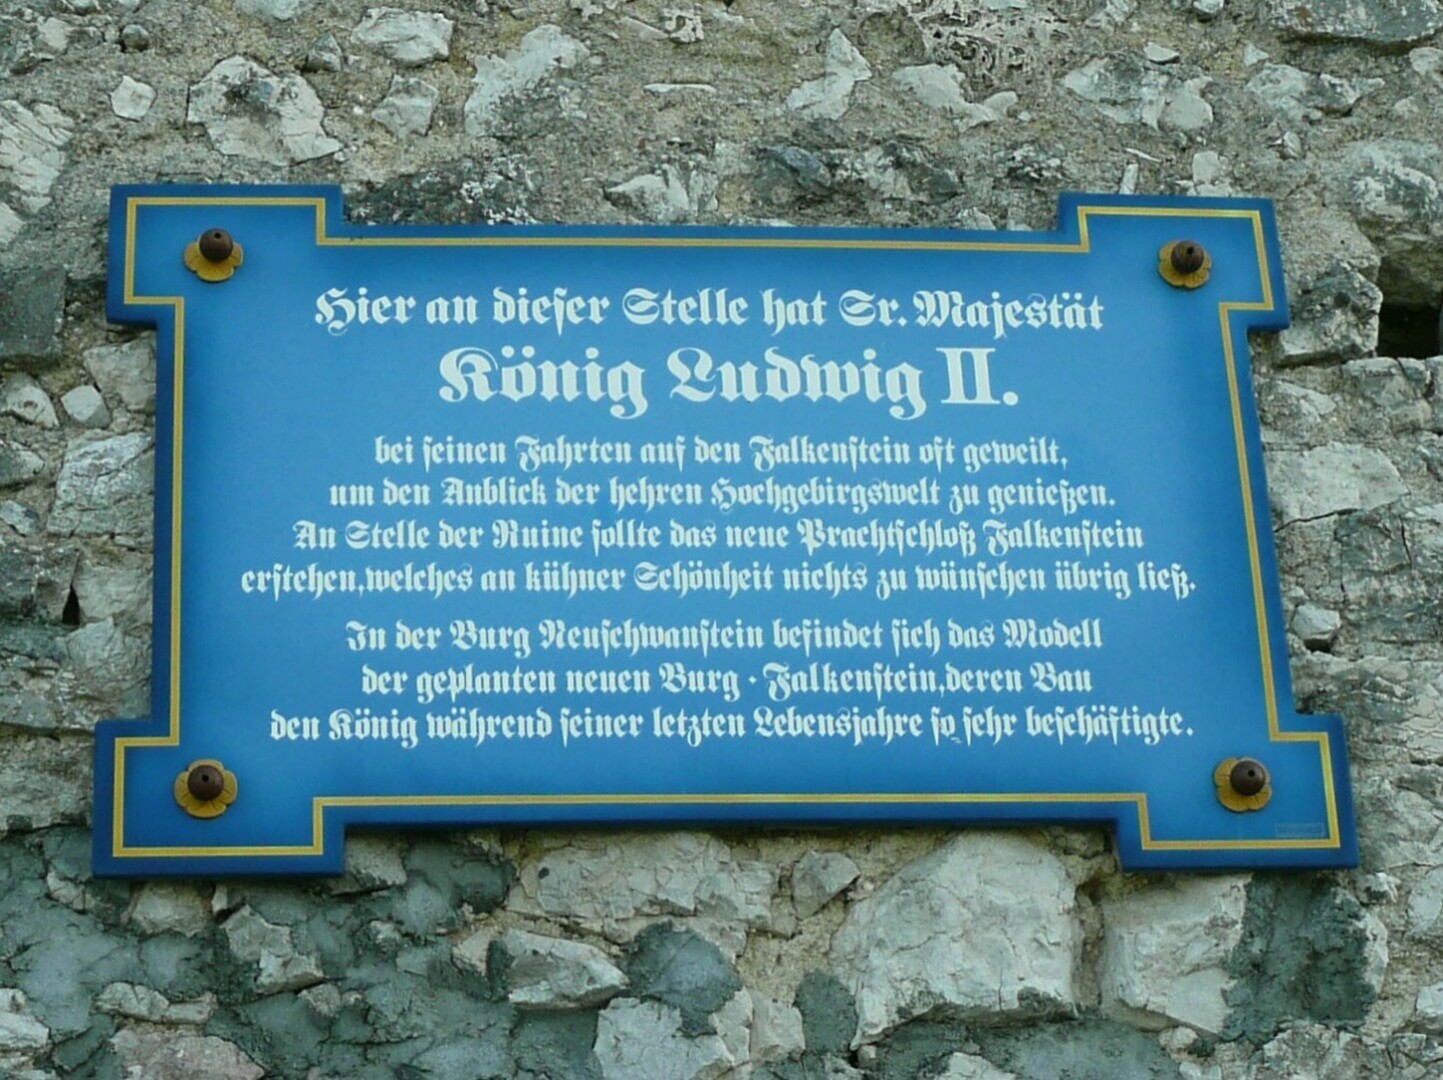 Hier an dieser Stelle hat Sr. Majestät
König Ludwig II.
bei seinen Fahrten auf den Falkenstein oft geweilt,
um den Anblick der hehren Hochgebirgswelt zu genießen.
An Stelle der Ruine sollte das neue Prachtschloß Falkenstein
erstehen, welches an kühner Schönheit nichts zu wünschen übrig ließ.
In der Burg Neuschwanstein befindet sich das Modell
der geplanten neuen Burg · Falkenstein, deren Bau
den König während seiner letzten Lebensjahre so sehr beschäftigte.